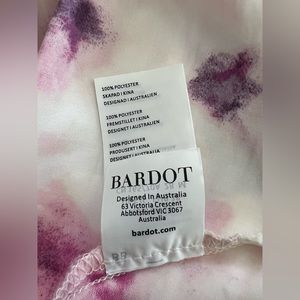 100% POLYESTER
SKAPAD I KINA
DESIGNAD I AUSTRALIEN
100% POLYESTER
FREMSTILLET I KINA
DESIGNET I AUSTRALIEN
100% POLYESTER
PRODUSERT I KINA
DESIGNET I AUSTRALIEN
BARDOT
Designed In Australia
63 Victoria Crescent
Abbotsford VIC 3067
Australia
bardot.com